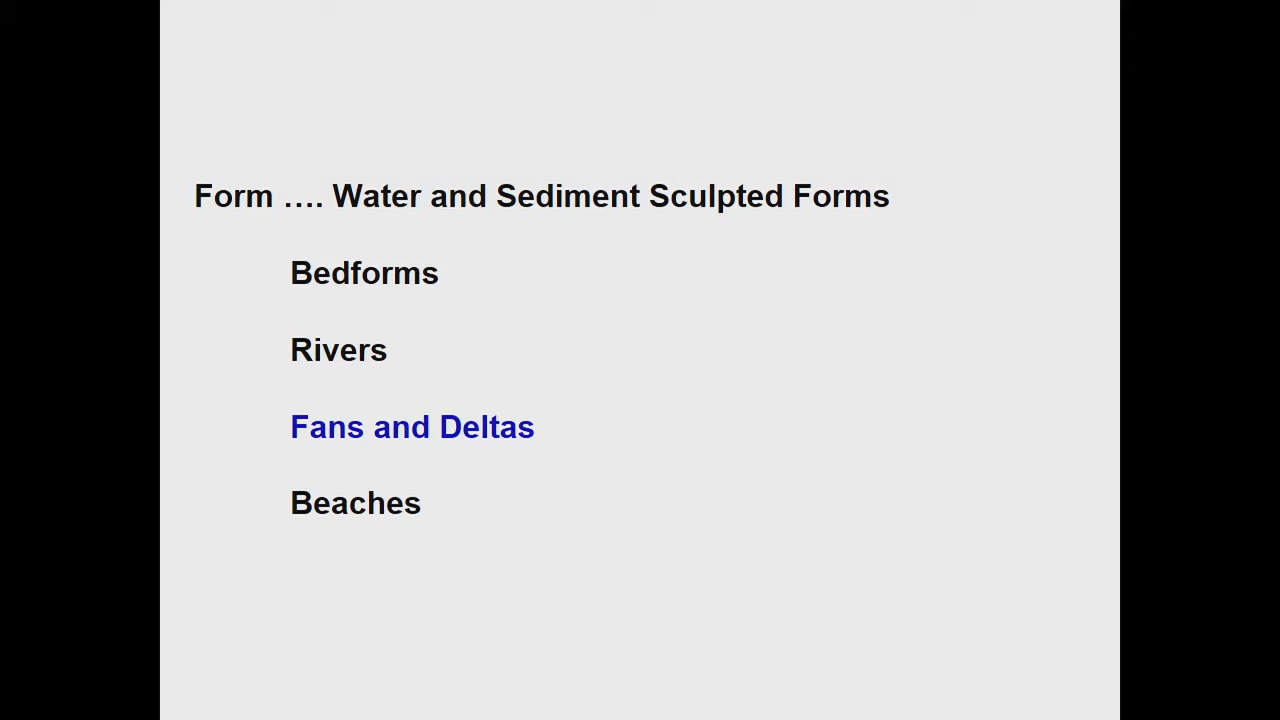 Form …. Water and Sediment Sculpted Forms
Bedforms
Rivers
Fans and Deltas
Beaches